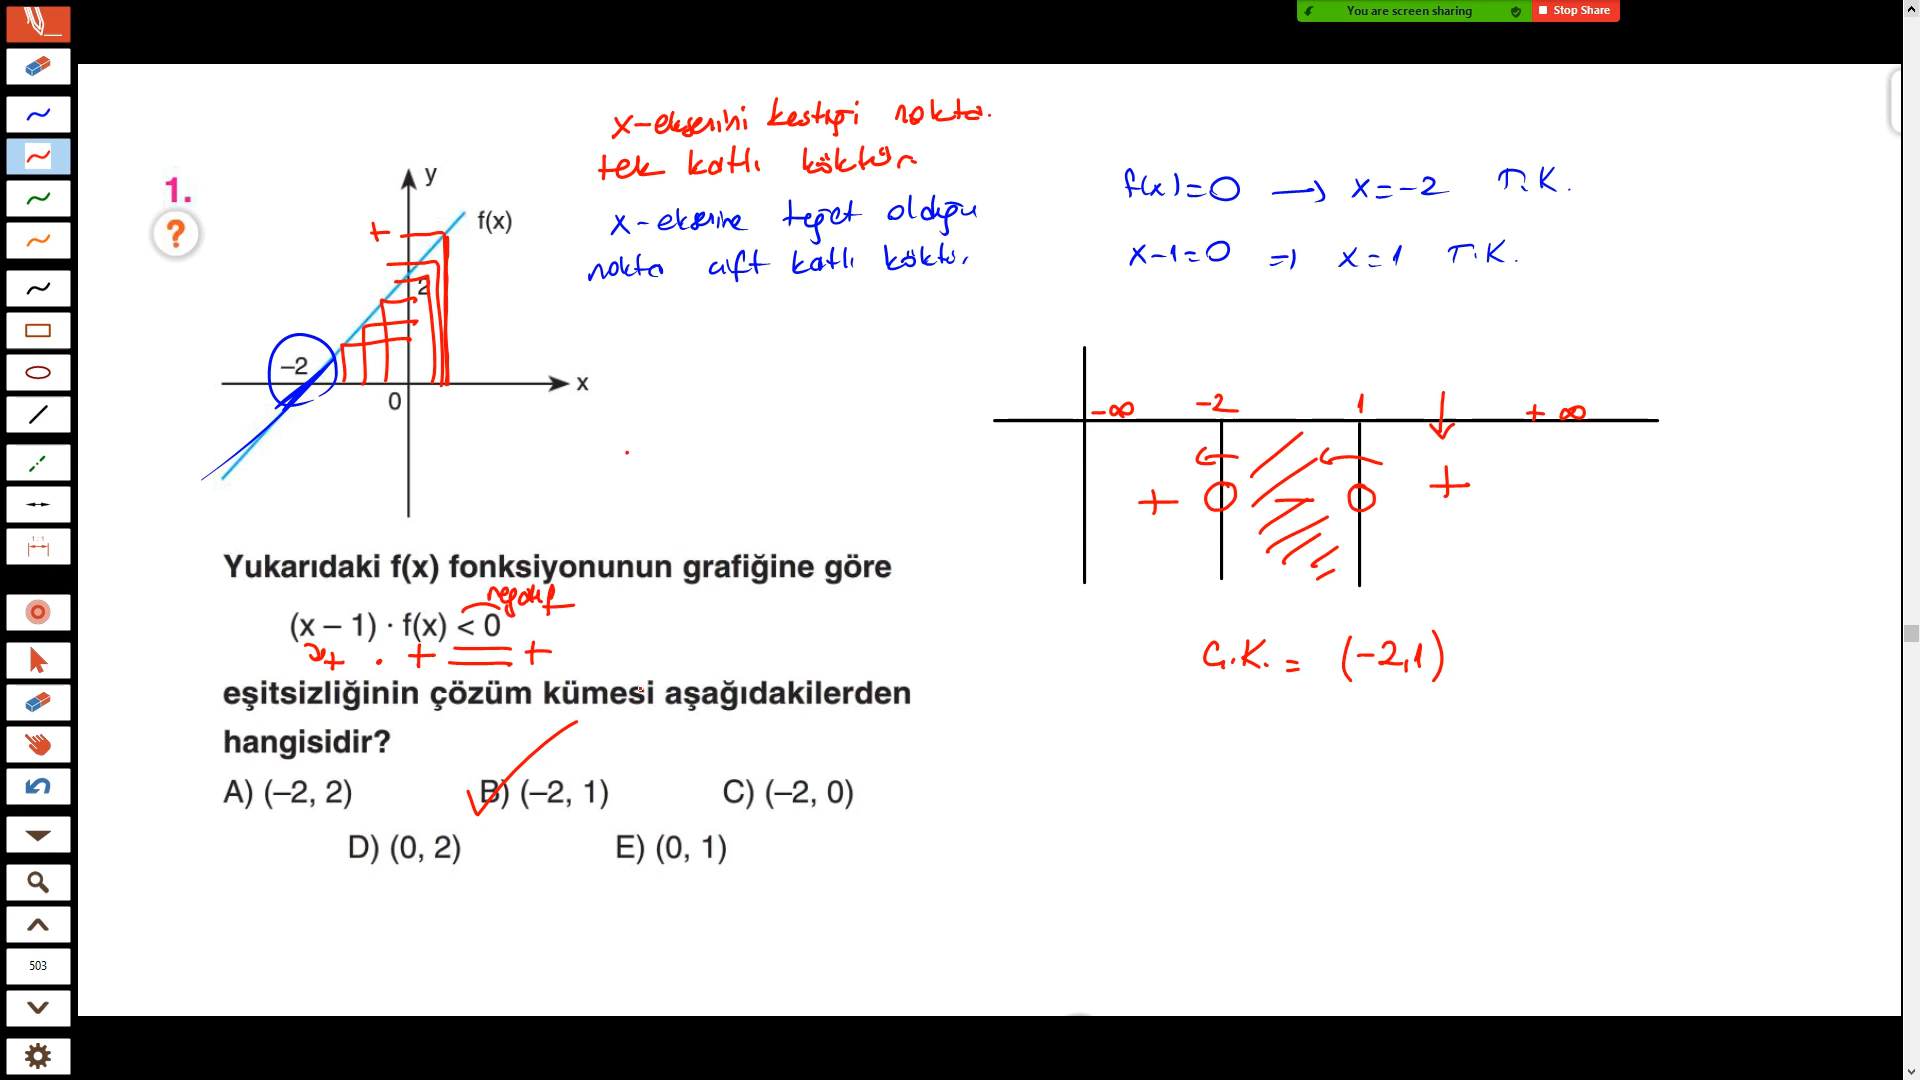 You are screen sharing
Stop Share
x-eksenini kestiği nokta.
tek katlı köktür
x-eksenine teğet olduğu
nokta çift katlı köktür.
f(x)=0 → x=-2 T.K.
x-1=0 ⇒ x=1 T.K.
1.
?
y
f(x)
+
2
-2
0
x
-∞ -2 1 + ∞
+ - +
Ç.K. = (-2,1)
Yukarıdaki f(x) fonksiyonunun grafiğine göre
negatif
(x – 1) · f(x) < 0
+ . + = +
eşitsizliğinin çözüm kümesi aşağıdakilerden
hangisidir?
A) (–2, 2) B) (–2, 1) C) (–2, 0)
D) (0, 2) E) (0, 1)
1:1
503